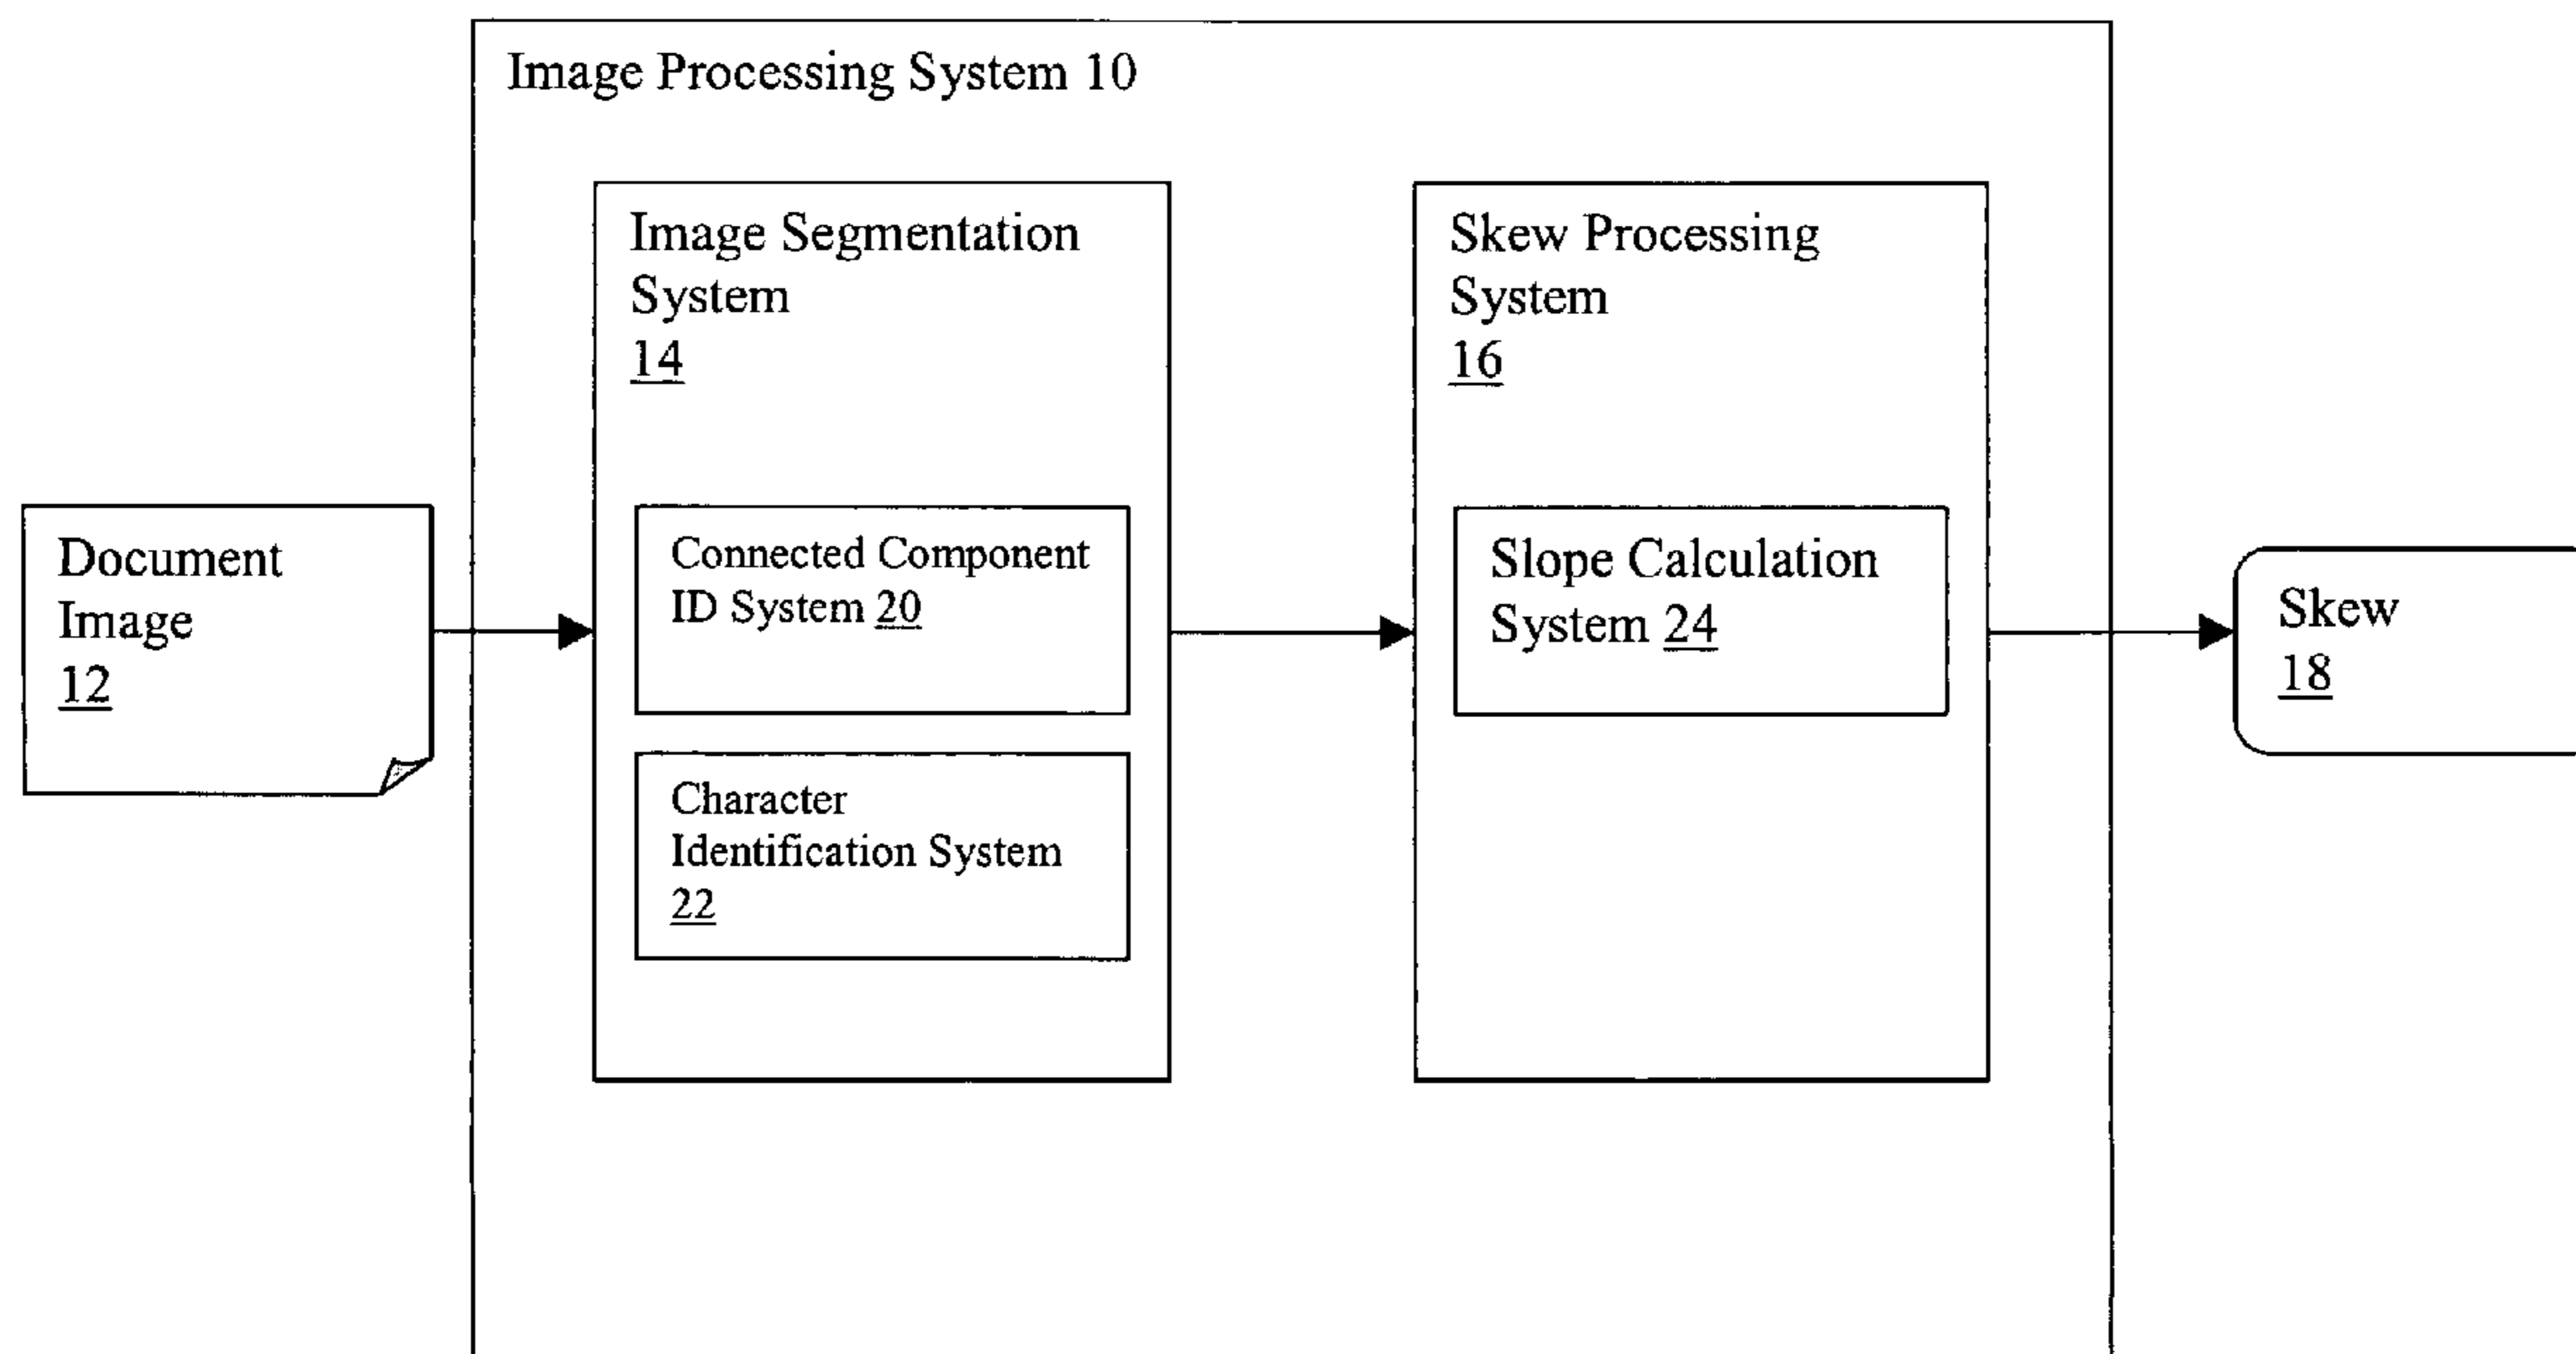 Image Processing System 10
Document
Image
12
Image Segmentation
System
14
Connected Component
ID System 20
Character
Identification System
22
Skew Processing
System
16
Slope Calculation
System 24
Skew
18